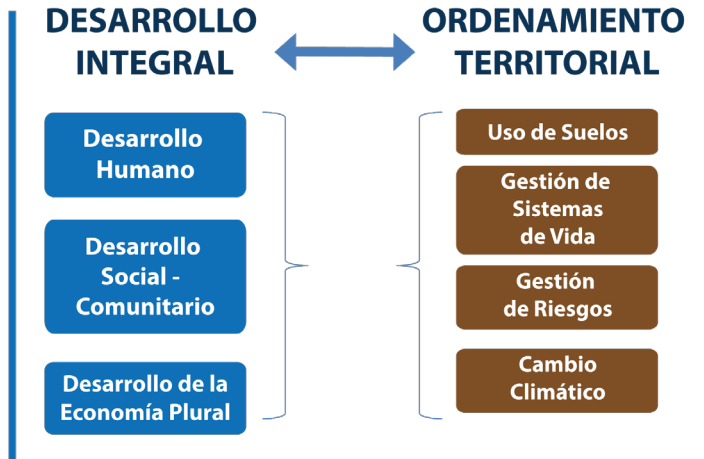 DESARROLLO
INTEGRAL
ORDENAMIENTO
TERRITORIAL
Desarrollo
Humano
Desarrollo
Social -
Comunitario
Desarrollo de la
Economía Plural
Uso de Suelos
Gestión de
Sistemas
de Vida
Gestión
de Riesgos
Cambio
Climático